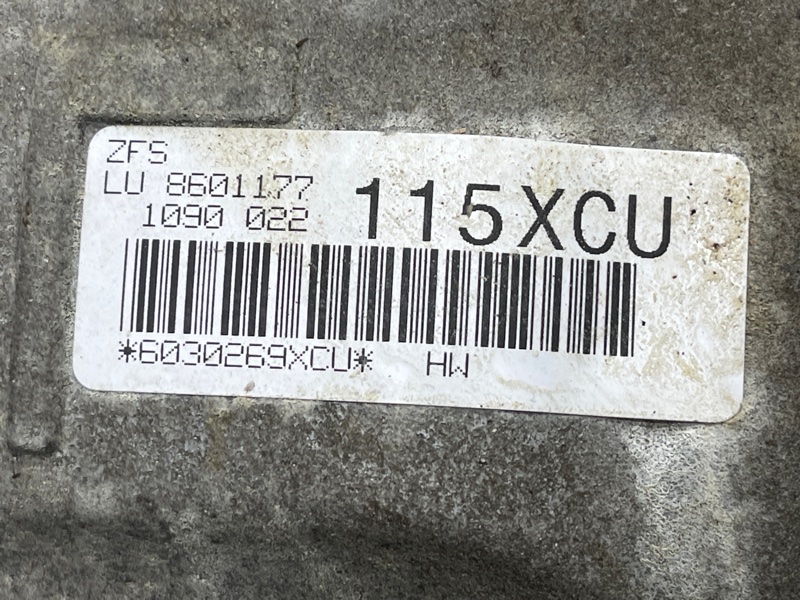 ZFS
LU 8601177
1090 022
115XCU
*6030269XCU* HW